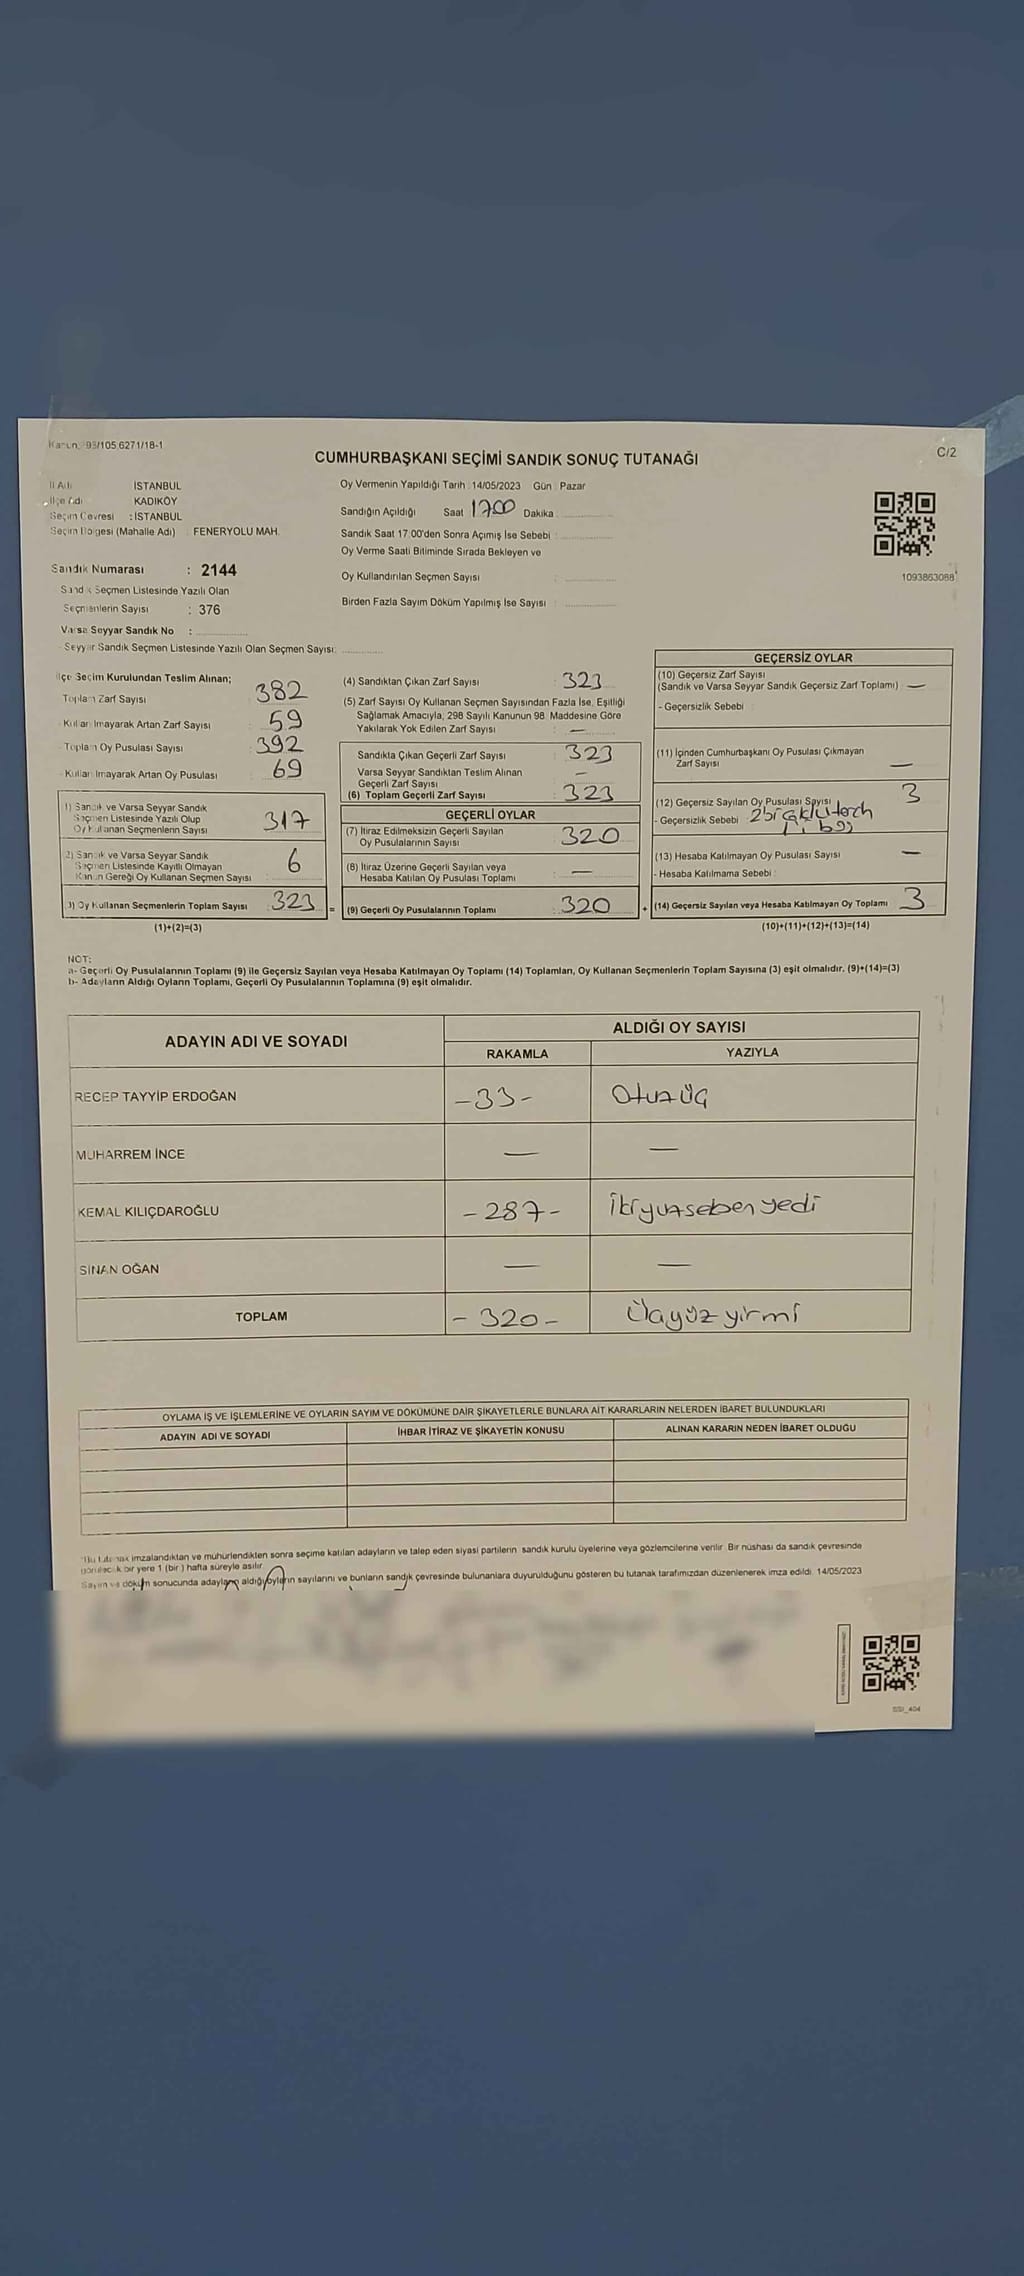 93/105,6271/18-1
C/2
CUMHURBAŞKANI SEÇİMİ SANDIK SONUÇ TUTANAĞI
İl Adı İSTANBUL
İlçe Adı KADIKÖY
Seçim Çevresi : İSTANBUL
Seçim Bölgesi (Mahalle Adı) FENERYOLU MAH.
Sandık Numarası : 2144
Sandık Seçmen Listesinde Yazılı Olan
Seçmenlerin Sayısı : 376
Varsa Seyyar Sandık No :
- Seyyar Sandık Seçmen Listesinde Yazılı Olan Seçmen Sayısı:
Oy Vermenin Yapıldığı Tarih : 14/05/2023 Gün : Pazar
Sandığın Açıldığı Saat 1700 Dakika :
Sandık Saat 17:00'den Sonra Açımış İse Sebebi :
Oy Verme Saati Bitiminde Sırada Bekleyen ve
Oy Kullandırılan Seçmen Sayısı :
Birden Fazla Sayım Döküm Yapılmış İse Sayısı :
1093863088
İlçe Seçim Kurulundan Teslim Alınan;
Toplam Zarf Sayısı : 382
- Kullanılmayarak Artan Zarf Sayısı : 59
- Toplam Oy Pusulası Sayısı : 392
- Kullanılmayarak Artan Oy Pusulası : 69
1) Sandık ve Varsa Seyyar Sandık
Seçmen Listesinde Yazılı Olup
Oy Kullanan Seçmenlerin Sayısı : 317
2) Sandık ve Varsa Seyyar Sandık
Seçmen Listesinde Kayıtlı Olmayan
Kanun Gereği Oy Kullanan Seçmen Sayısı : 6
3) Oy Kullanan Seçmenlerin Toplam Sayısı : 323 =
(1)+(2)=(3)
(4) Sandıktan Çıkan Zarf Sayısı : 323
(5) Zarf Sayısı Oy Kullanan Seçmen Sayısından Fazla İse, Eşitliği
Sağlamak Amacıyla, 298 Sayılı Kanunun 98. Maddesine Göre
Yakılarak Yok Edilen Zarf Sayısı : —
Sandıkta Çıkan Geçerli Zarf Sayısı : 323
Varsa Seyyar Sandıktan Teslim Alınan
Geçerli Zarf Sayısı : —
(6) Toplam Geçerli Zarf Sayısı : 323
GEÇERLİ OYLAR
(7) İtiraz Edilmeksizin Geçerli Sayılan
Oy Pusulalarının Sayısı : 320
(8) İtiraz Üzerine Geçerli Sayılan veya
Hesaba Katılan Oy Pusulası Toplamı : —
(9) Geçerli Oy Pusulalarının Toplamı : 320 +
GEÇERSİZ OYLAR
(10) Geçersiz Zarf Sayısı
(Sandık ve Varsa Seyyar Sandık Geçersiz Zarf Toplamı) —
- Geçersizlik Sebebi
(11) İçinden Cumhurbaşkanı Oy Pusulası Çıkmayan
Zarf Sayısı —
(12) Geçersiz Sayılan Oy Pusulası Sayısı 3
- Geçersizlik Sebebi
(13) Hesaba Katılmayan Oy Pusulası Sayısı —
- Hesaba Katılmama Sebebi :
(14) Geçersiz Sayılan veya Hesaba Katılmayan Oy Toplamı 3
(10)+(11)+(12)+(13)=(14)
NOT:
a- Geçerli Oy Pusulalarının Toplamı (9) ile Geçersiz Sayılan veya Hesaba Katılmayan Oy Toplamı (14) Toplamları, Oy Kullanan Seçmenlerin Toplam Sayısına (3) eşit olmalıdır. (9)+(14)=(3)
b- Adayların Aldığı Oyların Toplamı, Geçerli Oy Pusulalarının Toplamına (9) eşit olmalıdır.
ADAYIN ADI VE SOYADI
ALDIĞI OY SAYISI
RAKAMLA YAZIYLA
RECEP TAYYİP ERDOĞAN -33- Otuzüç
MUHARREM İNCE — —
KEMAL KILIÇDAROĞLU -287- İkiyüzseksenyedi
SİNAN OĞAN — —
TOPLAM -320- Üçyüz yirmi
OYLAMA İŞ VE İŞLEMLERİNE VE OYLARIN SAYIM VE DÖKÜMÜNE DAİR ŞİKAYETLERLE BUNLARA AİT KARARLARIN NELERDEN İBARET BULUNDUKLARI
ADAYIN ADI VE SOYADI İHBAR İTİRAZ VE ŞİKAYETİN KONUSU ALINAN KARARIN NEDEN İBARET OLDUĞU
*Bu tutanak imzalandıktan ve mühürlendikten sonra seçime katılan adayların ve talep eden siyasi partilerin sandık kurulu üyelerine veya gözlemcilerine verilir. Bir nüshası da sandık çevresinde
görülecek bir yere 1 (bir) hafta süreyle asılır.
Sayım ve döküm sonucunda adayların aldığı oyların sayılarını ve bunların sandık çevresinde bulunanlara duyurulduğunu gösteren bu tutanak tarafımızdan düzenlenerek imza edildi. 14/05/2023
SSI_404